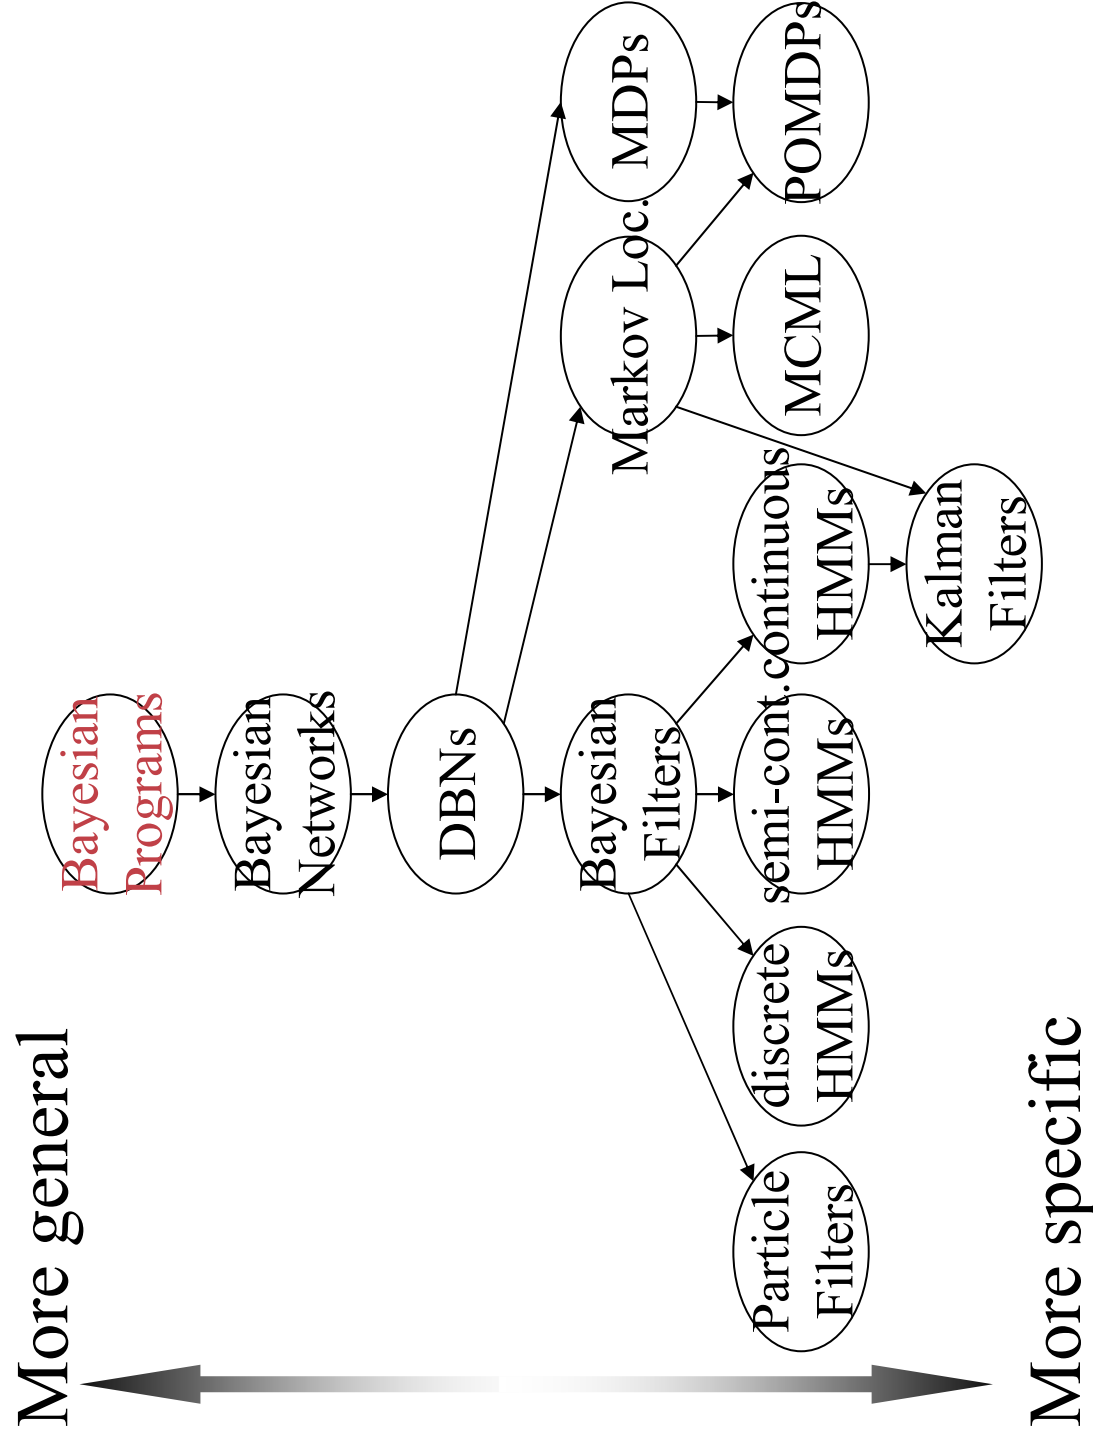 More general
Bayesian
Programs
Bayesian
Networks
DBNs
Bayesian
Filters
Markov Loc.
MDPs
Particle
Filters
discrete
HMMs
semi-cont.
HMMs
continuous
HMMs
MCML
POMDPs
Kalman
Filters
More specific